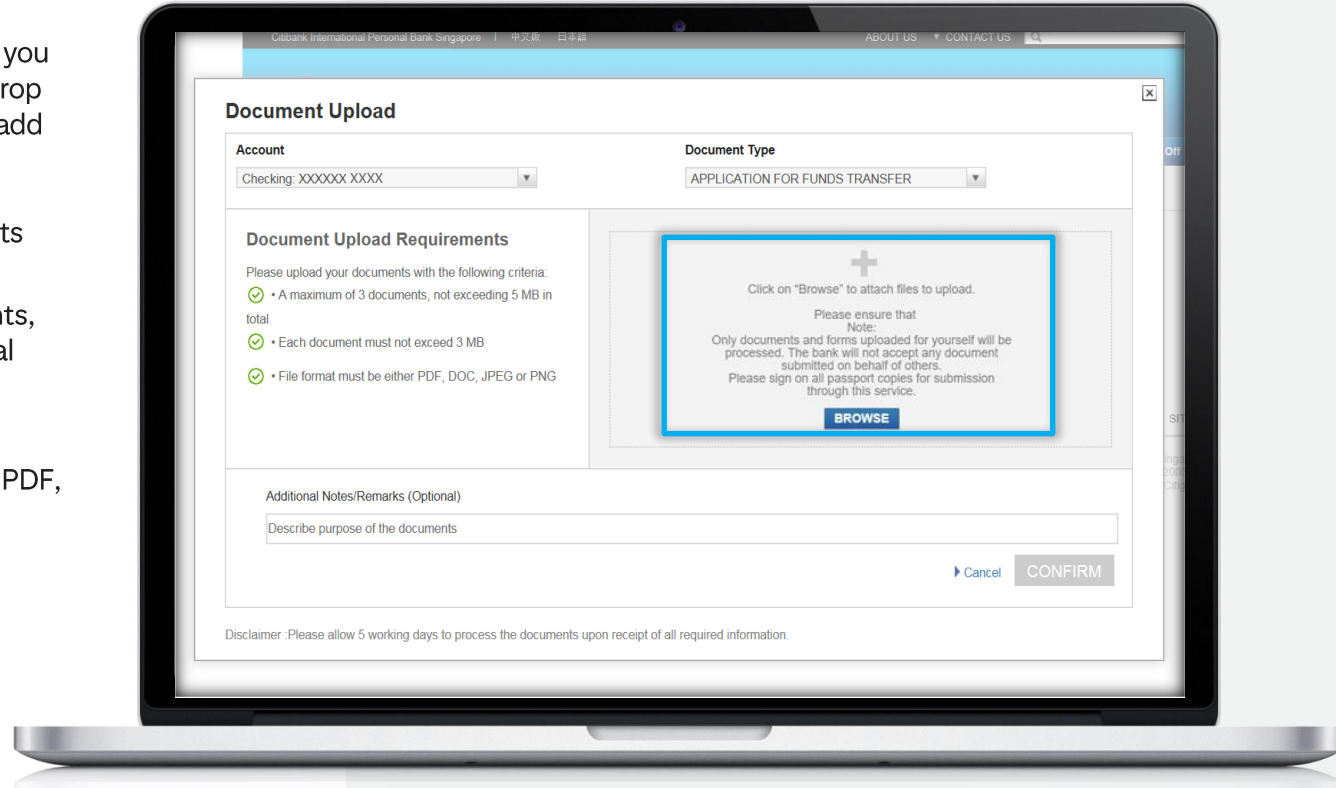 you
rop
add
ts
nts,
al
PDF,
Citibank International Personal Bank Singapore | 中文版 日本語 ABOUT US ▼ CONTACT US
Off
Document Upload
Account Document Type
Checking: XXXXXX XXXX APPLICATION FOR FUNDS TRANSFER
Document Upload Requirements
Please upload your documents with the following criteria:
• A maximum of 3 documents, not exceeding 5 MB in
total
• Each document must not exceed 3 MB
• File format must be either PDF, DOC, JPEG or PNG
Click on “Browse” to attach files to upload.
Please ensure that
Note:
Only documents and forms uploaded for yourself will be
processed. The bank will not accept any document
submitted on behalf of others.
Please sign on all passport copies for submission
through this service.
BROWSE
SIT
Additional Notes/Remarks (Optional)
Describe purpose of the documents
Cancel CONFIRM
Disclaimer :Please allow 5 working days to process the documents upon receipt of all required information.